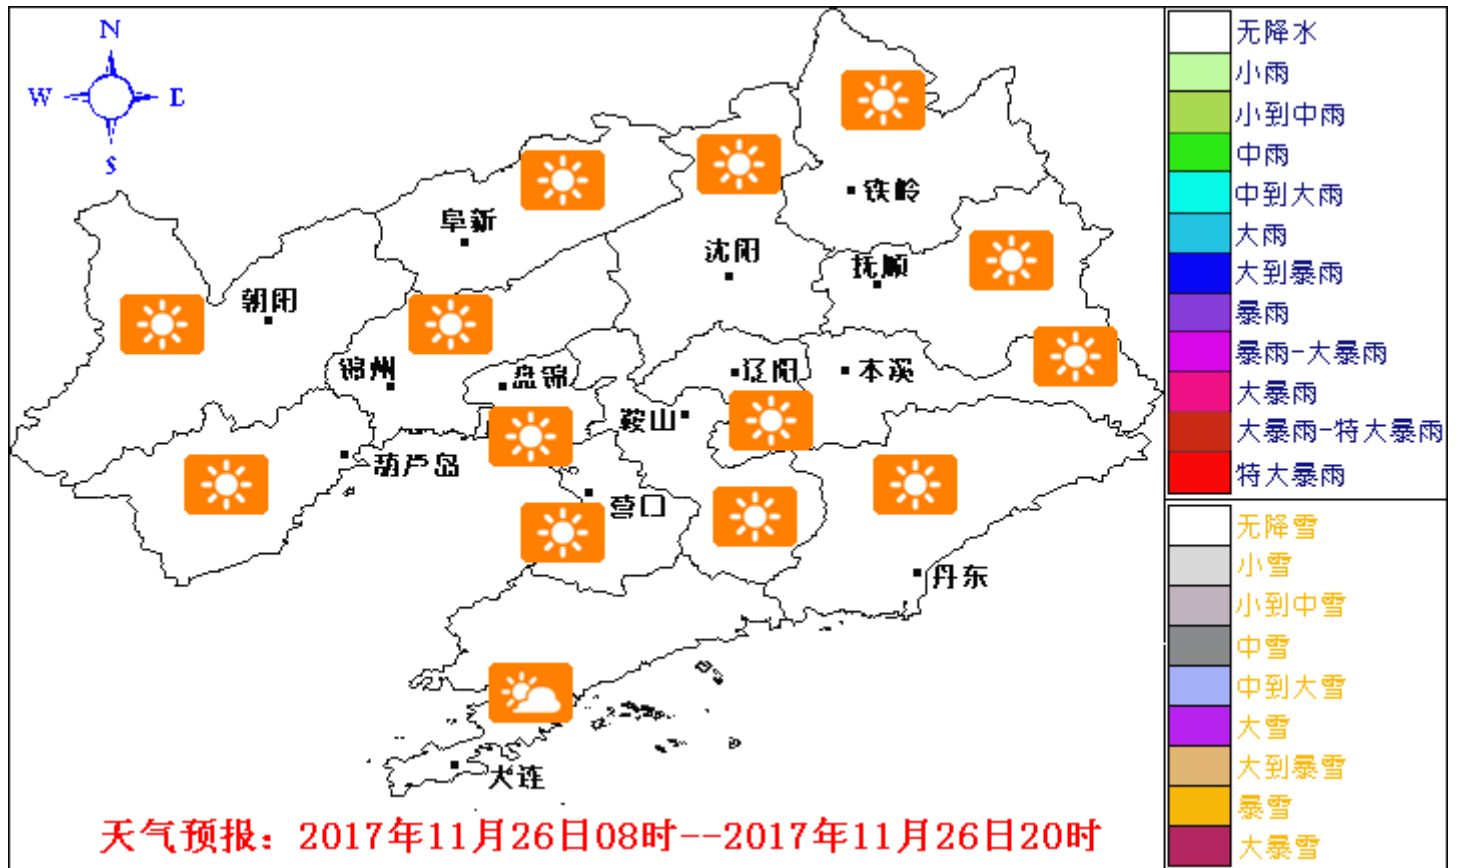 N
W
E
S
铁岭
阜新
沈阳
抚顺
朝阳
锦州
盘锦
辽阳
本溪
鞍山
葫芦岛
营口
丹东
大连
天气预报：2017年11月26日08时--2017年11月26日20时
无降水
小雨
小到中雨
中雨
中到大雨
大雨
大到暴雨
暴雨
暴雨-大暴雨
大暴雨
大暴雨-特大暴雨
特大暴雨
无降雪
小雪
小到中雪
中雪
中到大雪
大雪
大到暴雪
暴雪
大暴雪